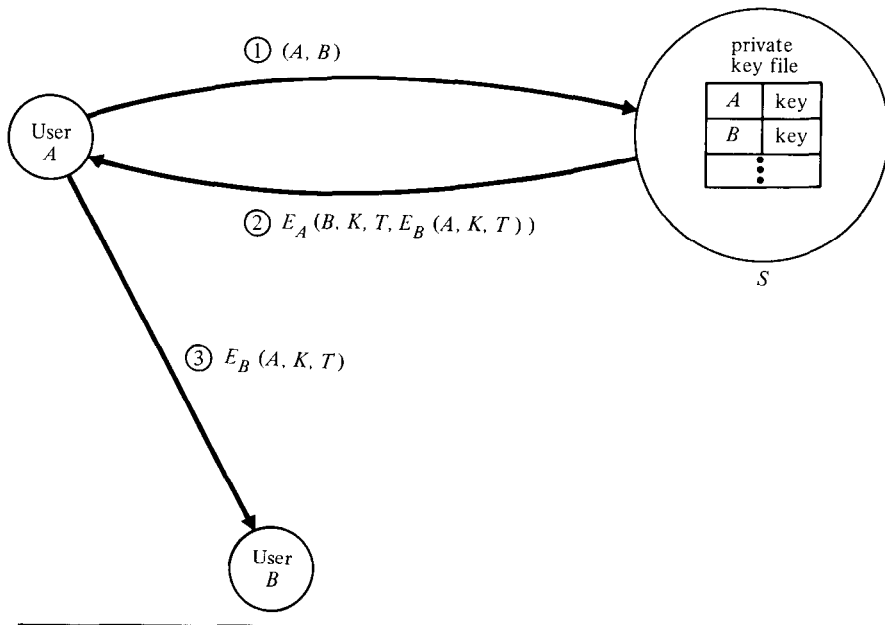 ① (A, B)
private
key file
A key
B key
User
A
② E_A (B, K, T, E_B (A, K, T))
S
③ E_B (A, K, T)
User
B